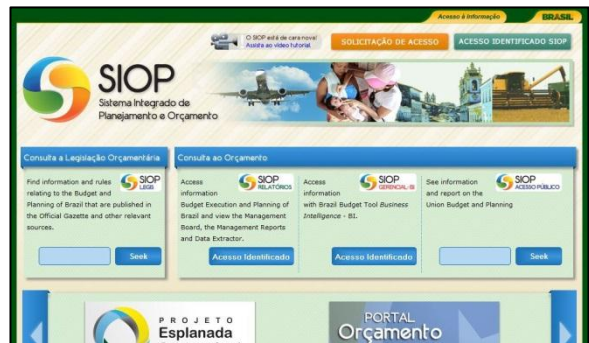 Acesso à Informação
BRASIL
O SIOP está de cara nova!
Assista ao vídeo tutorial.
SOLICITAÇÃO DE ACESSO
ACESSO IDENTIFICADO SIOP
SIOP
Sistema Integrado de
Planejamento e Orçamento
Consulta a Legislação Orçamentária
Find information and rules
relating to the Budget and
Planning of Brazil that are published in
the Official Gazette and other relevant
sources.
SIOP
LEGIS
Seek
Consulta ao Orçamento
Access
information
Budget Execution and Planning of
Brazil and view the Management
Board, the Management Reports
and Data Extractor.
SIOP
RELATÓRIOS
Acesso Identificado
Access
information
with Brazil Budget Tool Business
Intelligence - BI.
SIOP
GERENCIAL-BI
Acesso Identificado
See information
and report on the
Union Budget and Planning
SIOP
ACESSO PÚBLICO
Seek
PROJETO
Esplanada
PORTAL
Orçamento